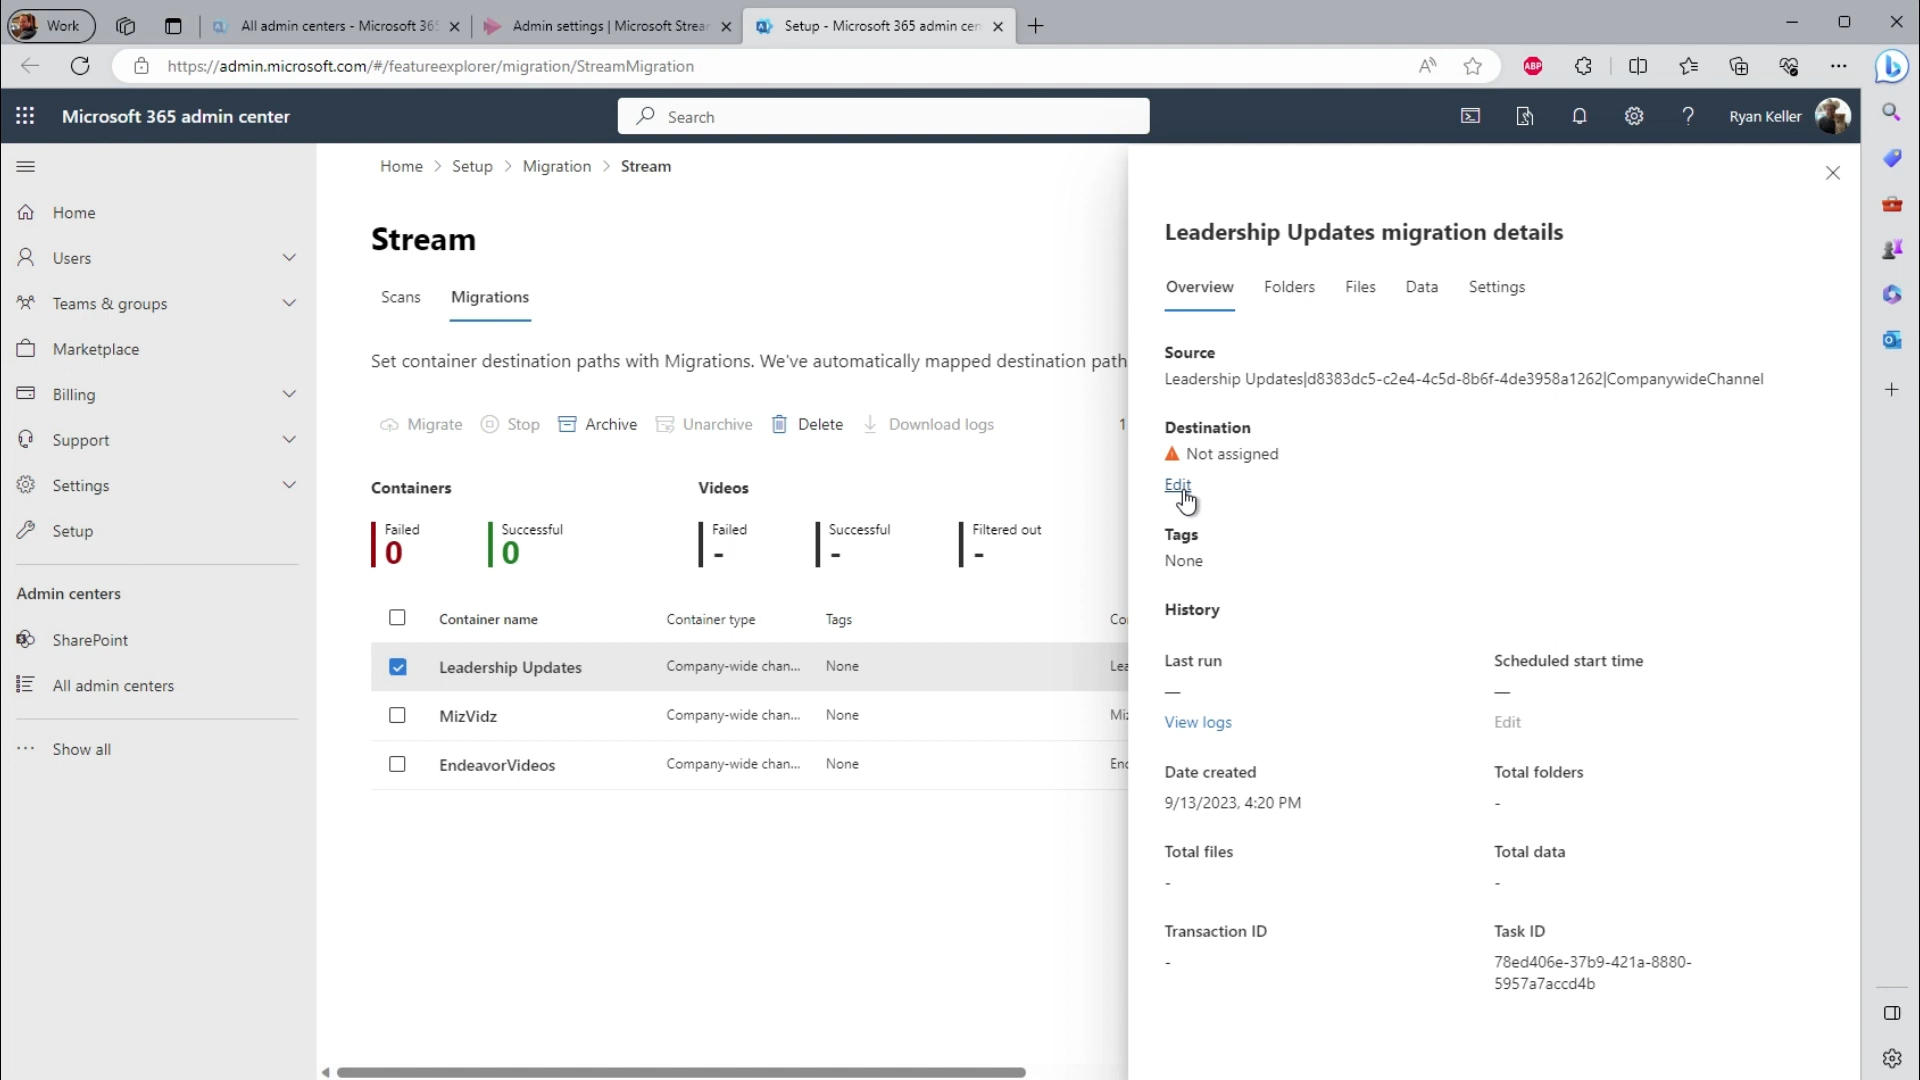 Work
All admin centers - Microsoft 36
Admin settings | Microsoft Strea
Setup - Microsoft 365 admin cen
https://admin.microsoft.com/#/featureexplorer/migration/StreamMigration
ABP
Microsoft 365 admin center
Search
Ryan Keller
Home
Users
Teams & groups
Marketplace
Billing
Support
Settings
Setup
Admin centers
SharePoint
All admin centers
Show all
Home > Setup > Migration > Stream
Stream
Scans Migrations
Set container destination paths with Migrations. We've automatically mapped destination path
Migrate Stop Archive Unarchive Delete Download logs 1
Containers Videos
Failed Successful Failed Successful Filtered out
0 0 - - -
Container name Container type Tags Co
Leadership Updates Company-wide chan... None Lea
MizVidz Company-wide chan... None Miz
EndeavorVideos Company-wide chan... None End
Leadership Updates migration details
Overview Folders Files Data Settings
Source
Leadership Updates|d8383dc5-c2e4-4c5d-8b6f-4de3958a1262|CompanywideChannel
Destination
Not assigned
Edit
Tags
None
History
Last run Scheduled start time
— —
View logs Edit
Date created Total folders
9/13/2023, 4:20 PM -
Total files Total data
- -
Transaction ID Task ID
- 78ed406e-37b9-421a-8880-
5957a7accd4b